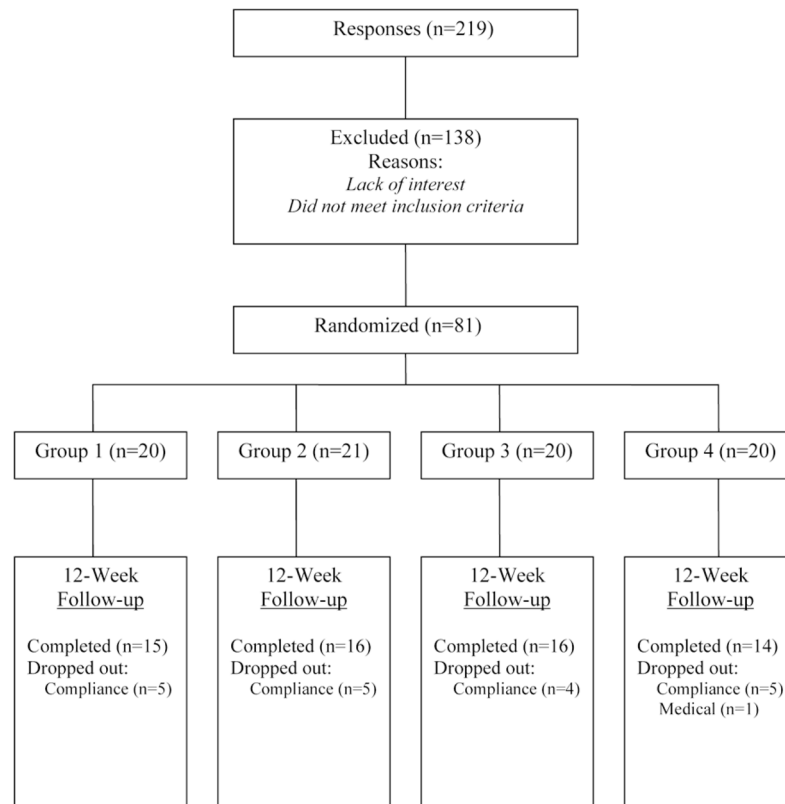 Responses (n=219)
Excluded (n=138)
Reasons:
Lack of interest
Did not meet inclusion criteria
Randomized (n=81)
Group 1 (n=20)
Group 2 (n=21)
Group 3 (n=20)
Group 4 (n=20)
12-Week
Follow-up
Completed (n=15)
Dropped out:
Compliance (n=5)
12-Week
Follow-up
Completed (n=16)
Dropped out:
Compliance (n=5)
12-Week
Follow-up
Completed (n=16)
Dropped out:
Compliance (n=4)
12-Week
Follow-up
Completed (n=14)
Dropped out:
Compliance (n=5)
Medical (n=1)